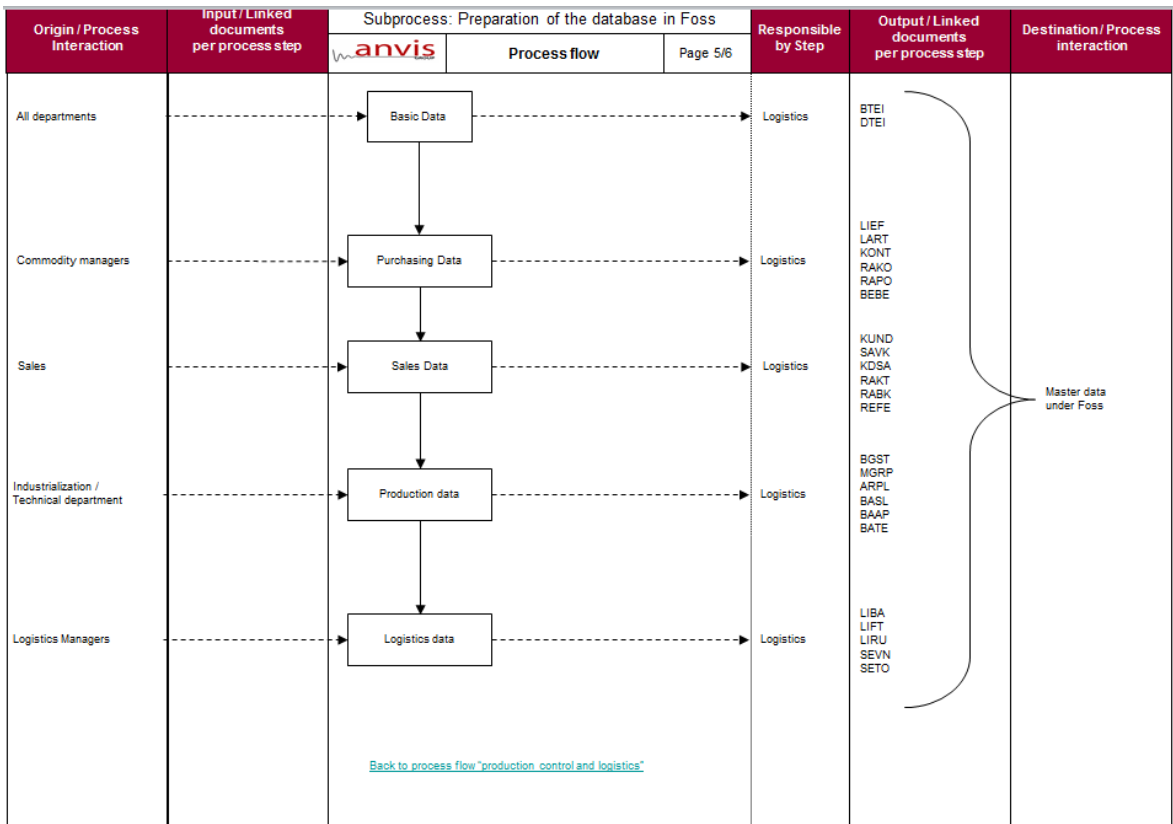 Origin / Process
Interaction
Input / Linked
documents
per process step
Subprocess: Preparation of the database in Foss
anvis
GROUP
Process flow
Page 5/6
Responsible
by Step
Output / Linked
documents
per process step
Destination / Process
interaction
All departments
Basic Data
Logistics
BTEI
DTEI
Commodity managers
Purchasing Data
Logistics
LIEF
LART
KONT
RAKO
RAPO
BEBE
Sales
Sales Data
Logistics
KUND
SAVK
KDSA
RAKT
RABK
REFE
Master data
under Foss
Industrialization /
Technical department
Production data
Logistics
BGST
MGRP
ARPL
BASL
BAAP
BATE
Logistics Managers
Logistics data
Logistics
LIBA
LIFT
LIRU
SEVN
SETO
Back to process flow "production control and logistics"